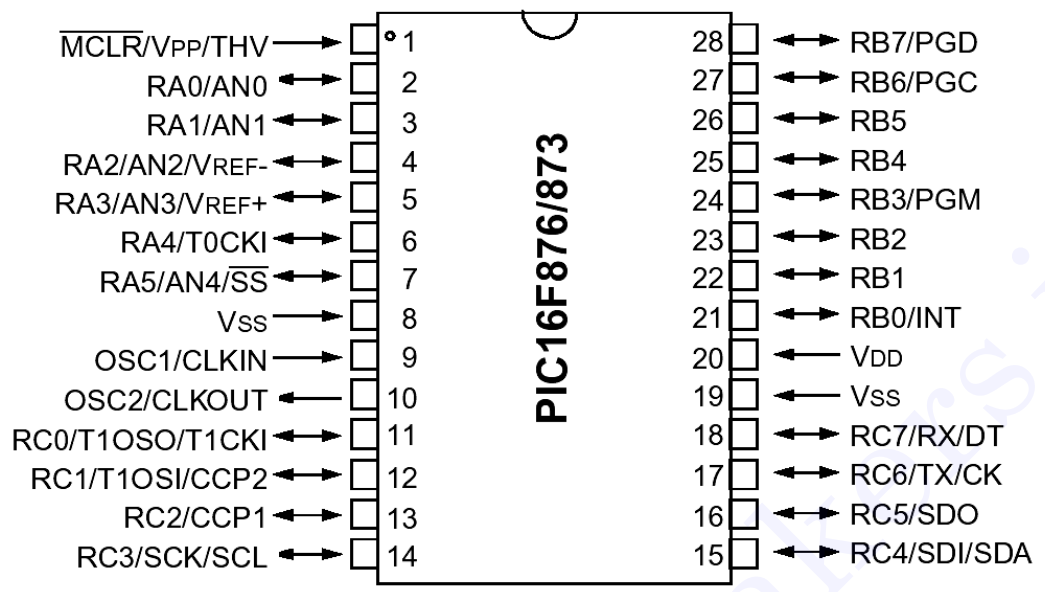 MCLR/VPP/THV 1
RA0/AN0 2
RA1/AN1 3
RA2/AN2/VREF- 4
RA3/AN3/VREF+ 5
RA4/T0CKI 6
RA5/AN4/SS 7
VSS 8
OSC1/CLKIN 9
OSC2/CLKOUT 10
RC0/T1OSO/T1CKI 11
RC1/T1OSI/CCP2 12
RC2/CCP1 13
RC3/SCK/SCL 14
PIC16F876/873
28 RB7/PGD
27 RB6/PGC
26 RB5
25 RB4
24 RB3/PGM
23 RB2
22 RB1
21 RB0/INT
20 VDD
19 VSS
18 RC7/RX/DT
17 RC6/TX/CK
16 RC5/SDO
15 RC4/SDI/SDA